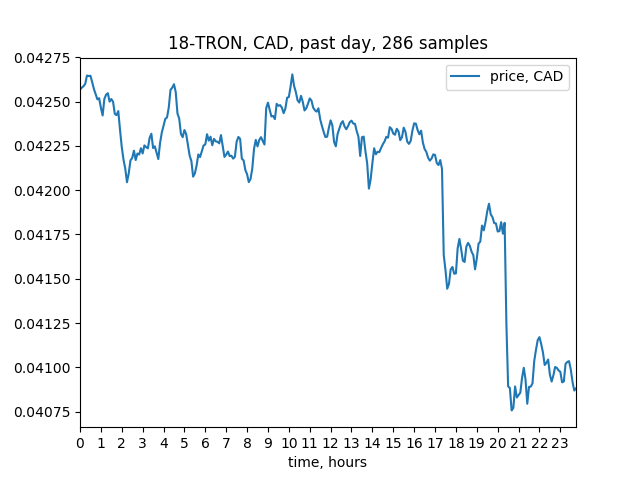 18-TRON, CAD, past day, 286 samples
price, CAD
0.04275
0.04250
0.04225
0.04200
0.04175
0.04150
0.04125
0.04100
0.04075
0 1 2 3 4 5 6 7 8 9 10 11 12 13 14 15 16 17 18 19 20 21 22 23
time, hours